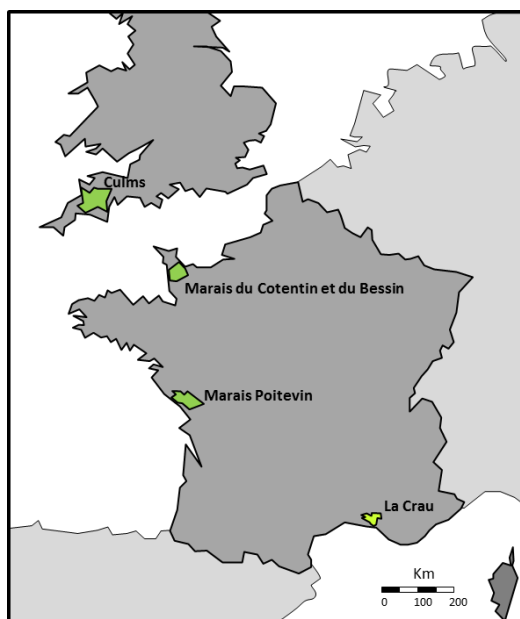 Culms
Marais du Cotentin et du Bessin
Marais Poitevin
La Crau
Km
0 100 200